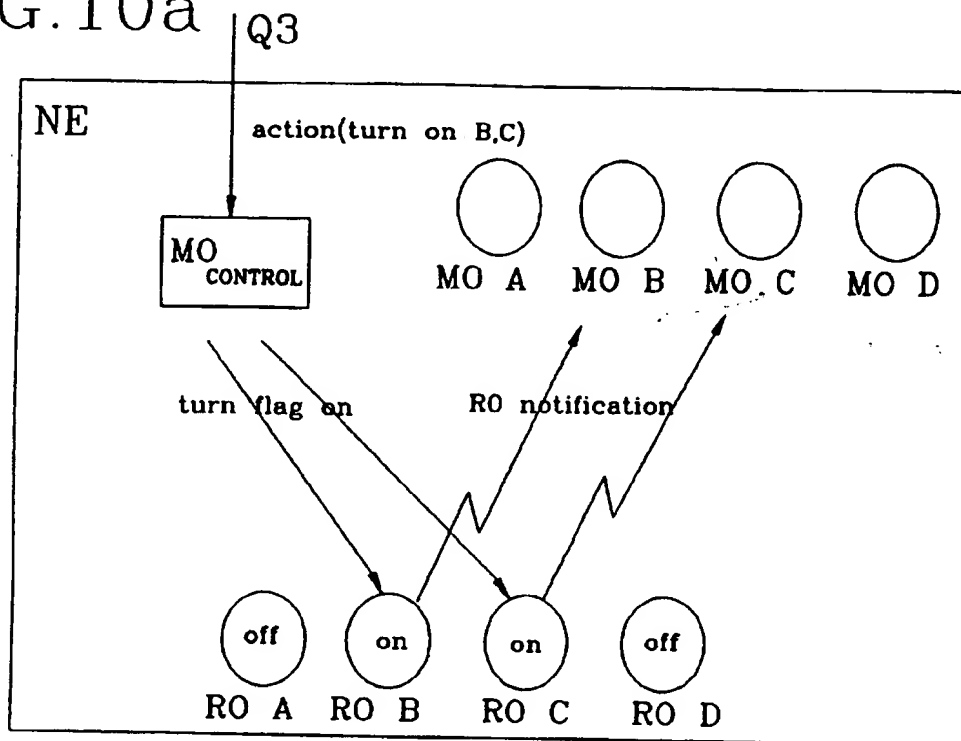 G.10a
Q3
NE
action(turn on B,C)
MO
CONTROL
MO A MO B MO C MO D
turn flag on
RO notification
off on on off
RO A RO B RO C RO D